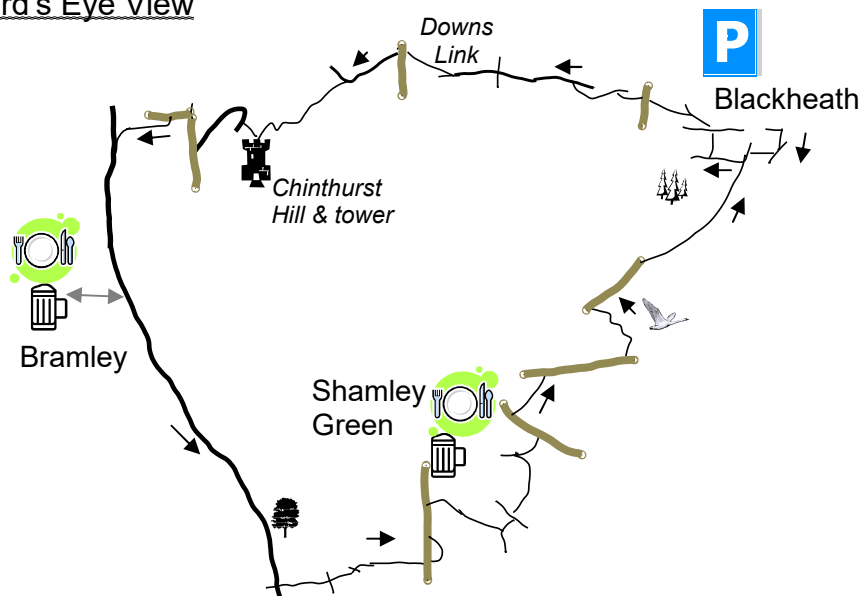 rd's Eye View
Downs
Link
P
Blackheath
Chinthurst
Hill & tower
Bramley
Shamley
Green